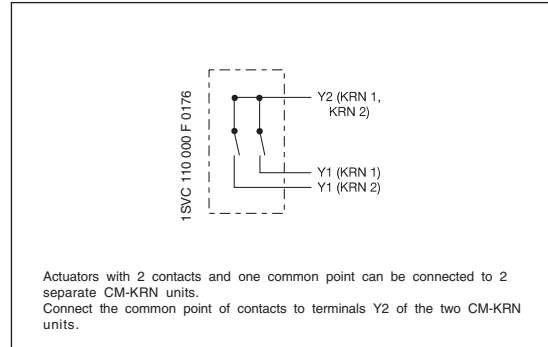 1SVC 110 000 F 0176
Y2 (KRN 1,
KRN 2)
Y1 (KRN 1)
Y1 (KRN 2)
Actuators with 2 contacts and one common point can be connected to 2
separate CM-KRN units.
Connect the common point of contacts to terminals Y2 of the two CM-KRN
units.